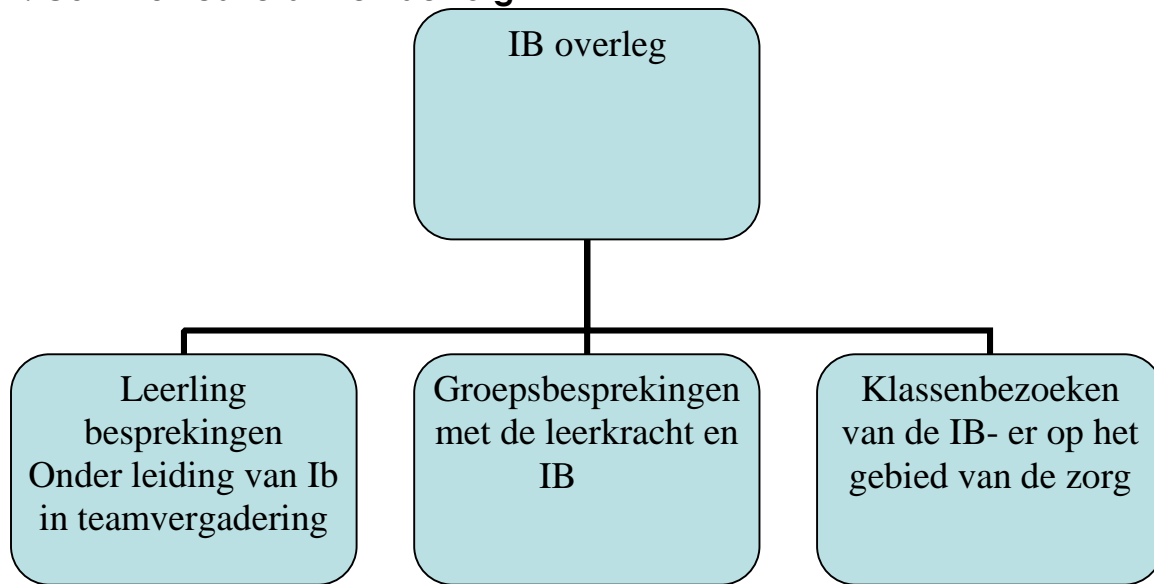 IB overleg
Leerling
besprekingen
Onder leiding van Ib
in teamvergadering
Groepsbesprekingen
met de leerkracht en
IB
Klassenbezoeken
van de IB- er op het
gebied van de zorg